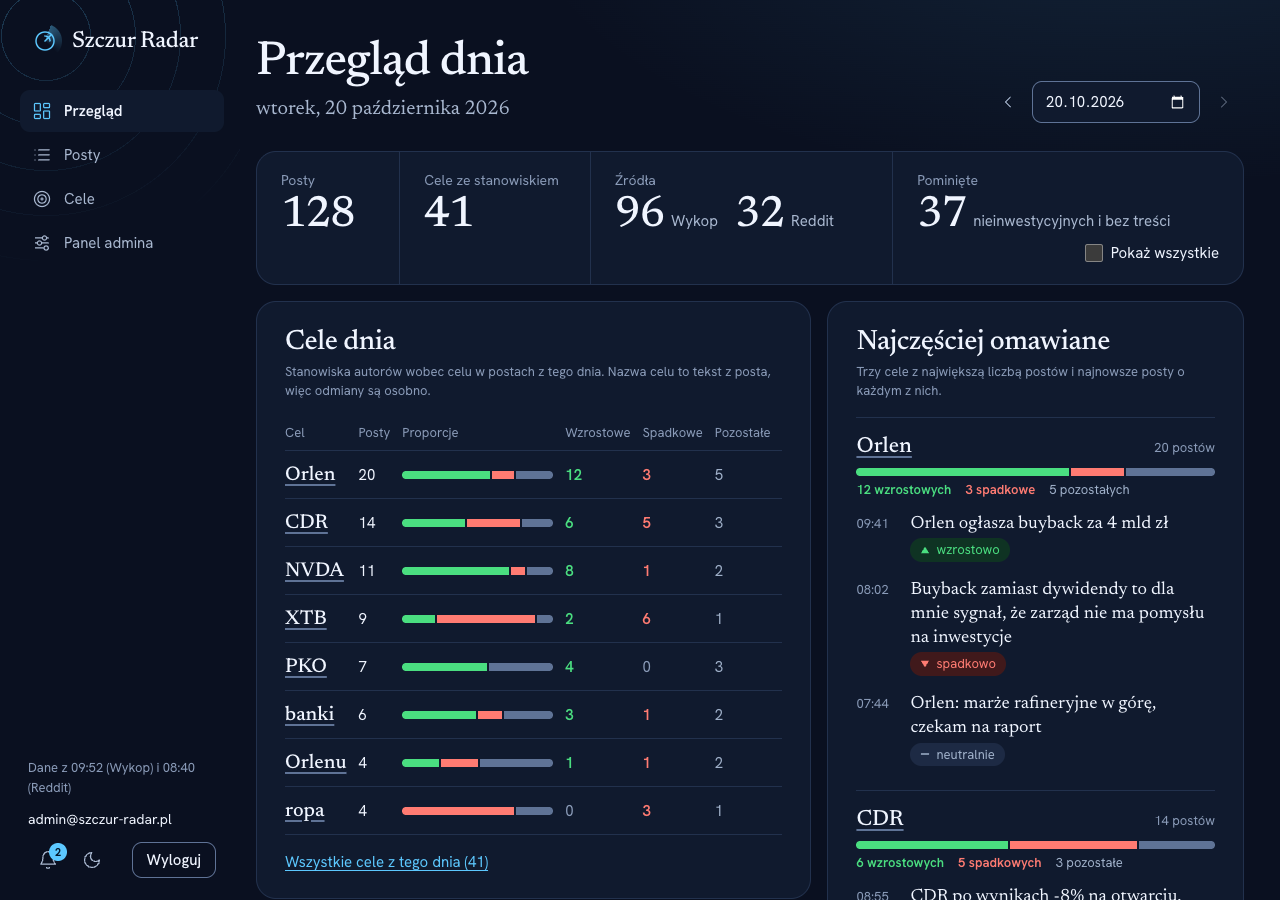 Szczur Radar
Przegląd
Posty
Cele
Panel admina
Dane z 09:52 (Wykop) i 08:40
(Reddit)
admin@szczur-radar.pl
2
Wyloguj
Przegląd dnia
wtorek, 20 października 2026
20.10.2026
Posty
128
Cele ze stanowiskiem
41
Źródła
96 Wykop 32 Reddit
Pominięte
37 nieinwestycyjnych i bez treści
Pokaż wszystkie
Cele dnia
Stanowiska autorów wobec celu w postach z tego dnia. Nazwa celu to tekst z posta,
więc odmiany są osobno.
Cel Posty Proporcje Wzrostowe Spadkowe Pozostałe
Orlen 20 12 3 5
CDR 14 6 5 3
NVDA 11 8 1 2
XTB 9 2 6 1
PKO 7 4 0 3
banki 6 3 1 2
Orlenu 4 1 1 2
ropa 4 0 3 1
Wszystkie cele z tego dnia (41)
Najczęściej omawiane
Trzy cele z największą liczbą postów i najnowsze posty o
każdym z nich.
Orlen 20 postów
12 wzrostowych 3 spadkowe 5 pozostałych
09:41 Orlen ogłasza buyback za 4 mld zł
wzrostowo
08:02 Buyback zamiast dywidendy to dla
mnie sygnał, że zarząd nie ma pomysłu
na inwestycje
spadkowo
07:44 Orlen: marże rafineryjne w górę,
czekam na raport
neutralnie
CDR 14 postów
6 wzrostowych 5 spadkowych 3 pozostałe
08:55 CDR po wynikach -8% na otwarciu,